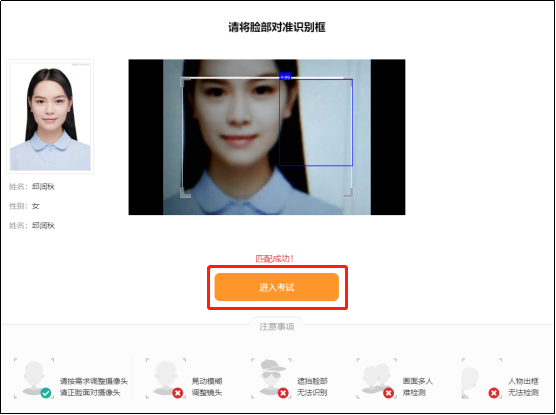 请将脸部对准识别框
姓名：邱润秋
性别：女
姓名：邱润秋
匹配成功！
进入考试
注意事项
请按需求调整摄像头
请正脸面对摄像头
晃动模糊
调整镜头
遮挡脸部
无法识别
画面多人
难检测
人物出框
无法检测